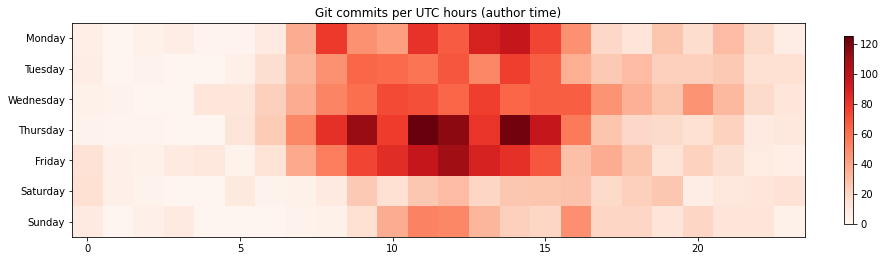 Git commits per UTC hours (author time)
Monday
Tuesday
Wednesday
Thursday
Friday
Saturday
Sunday
0 5 10 15 20
120
100
80
60
40
20
0